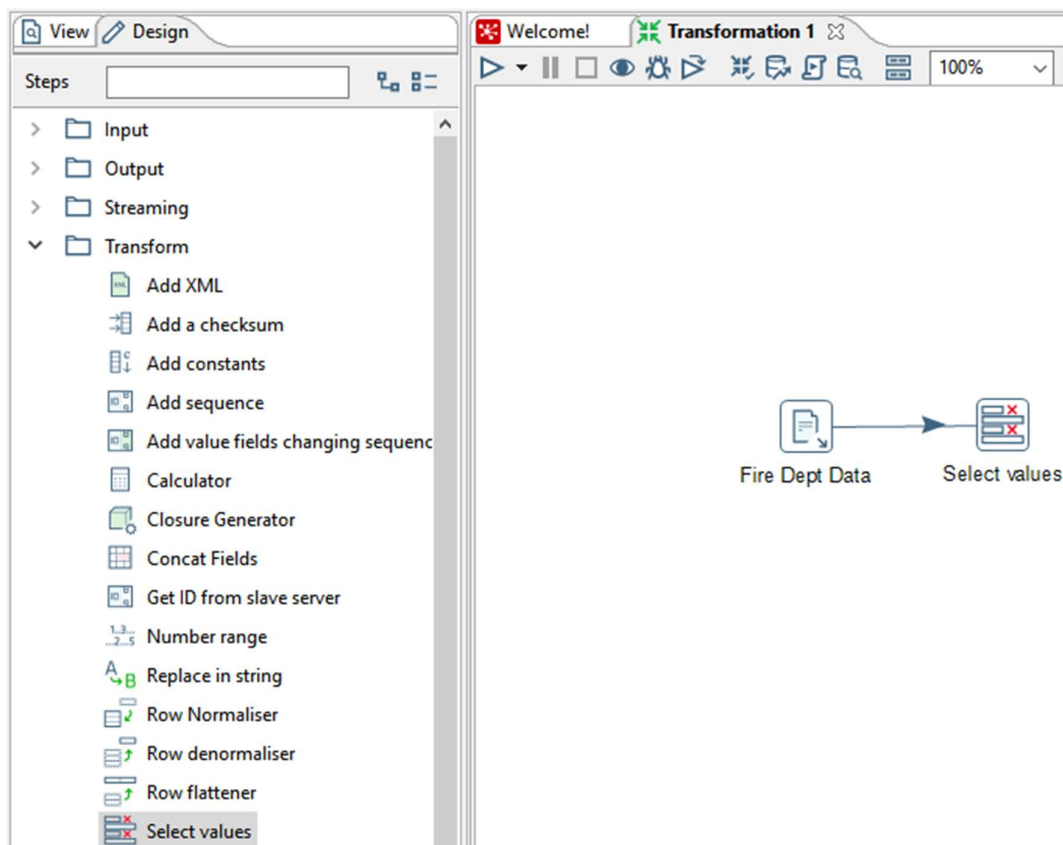 View Design
Welcome! Transformation 1
Steps
100%
Input
Output
Streaming
Transform
Add XML
Add a checksum
Add constants
Add sequence
Add value fields changing sequenc
Calculator
Closure Generator
Concat Fields
Get ID from slave server
Number range
Replace in string
Row Normaliser
Row denormaliser
Row flattener
Select values
Fire Dept Data
Select values